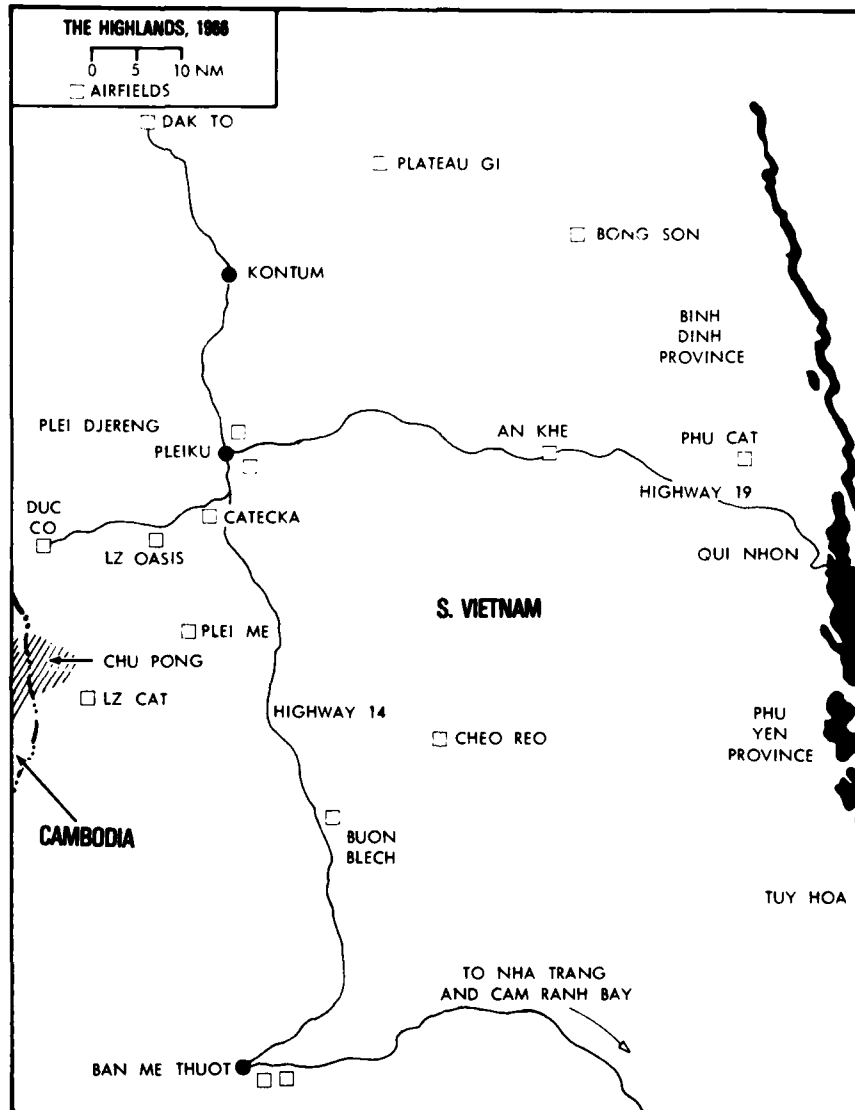 THE HIGHLANDS, 1966
0 5 10 NM
AIRFIELDS
DAK TO
PLATEAU GI
BONG SON
KONTUM
BINH
DINH
PROVINCE
PLEI DJERENG
PLEIKU
AN KHE
PHU CAT
HIGHWAY 19
DUC
CO
CATECKA
LZ OASIS
QUI NHON
S. VIETNAM
PLEI ME
CHU PONG
LZ CAT
HIGHWAY 14
PHU
YEN
PROVINCE
CHEO REO
CAMBODIA
BUON
BLECH
TUY HOA
TO NHA TRANG
AND CAM RANH BAY
BAN ME THUOT